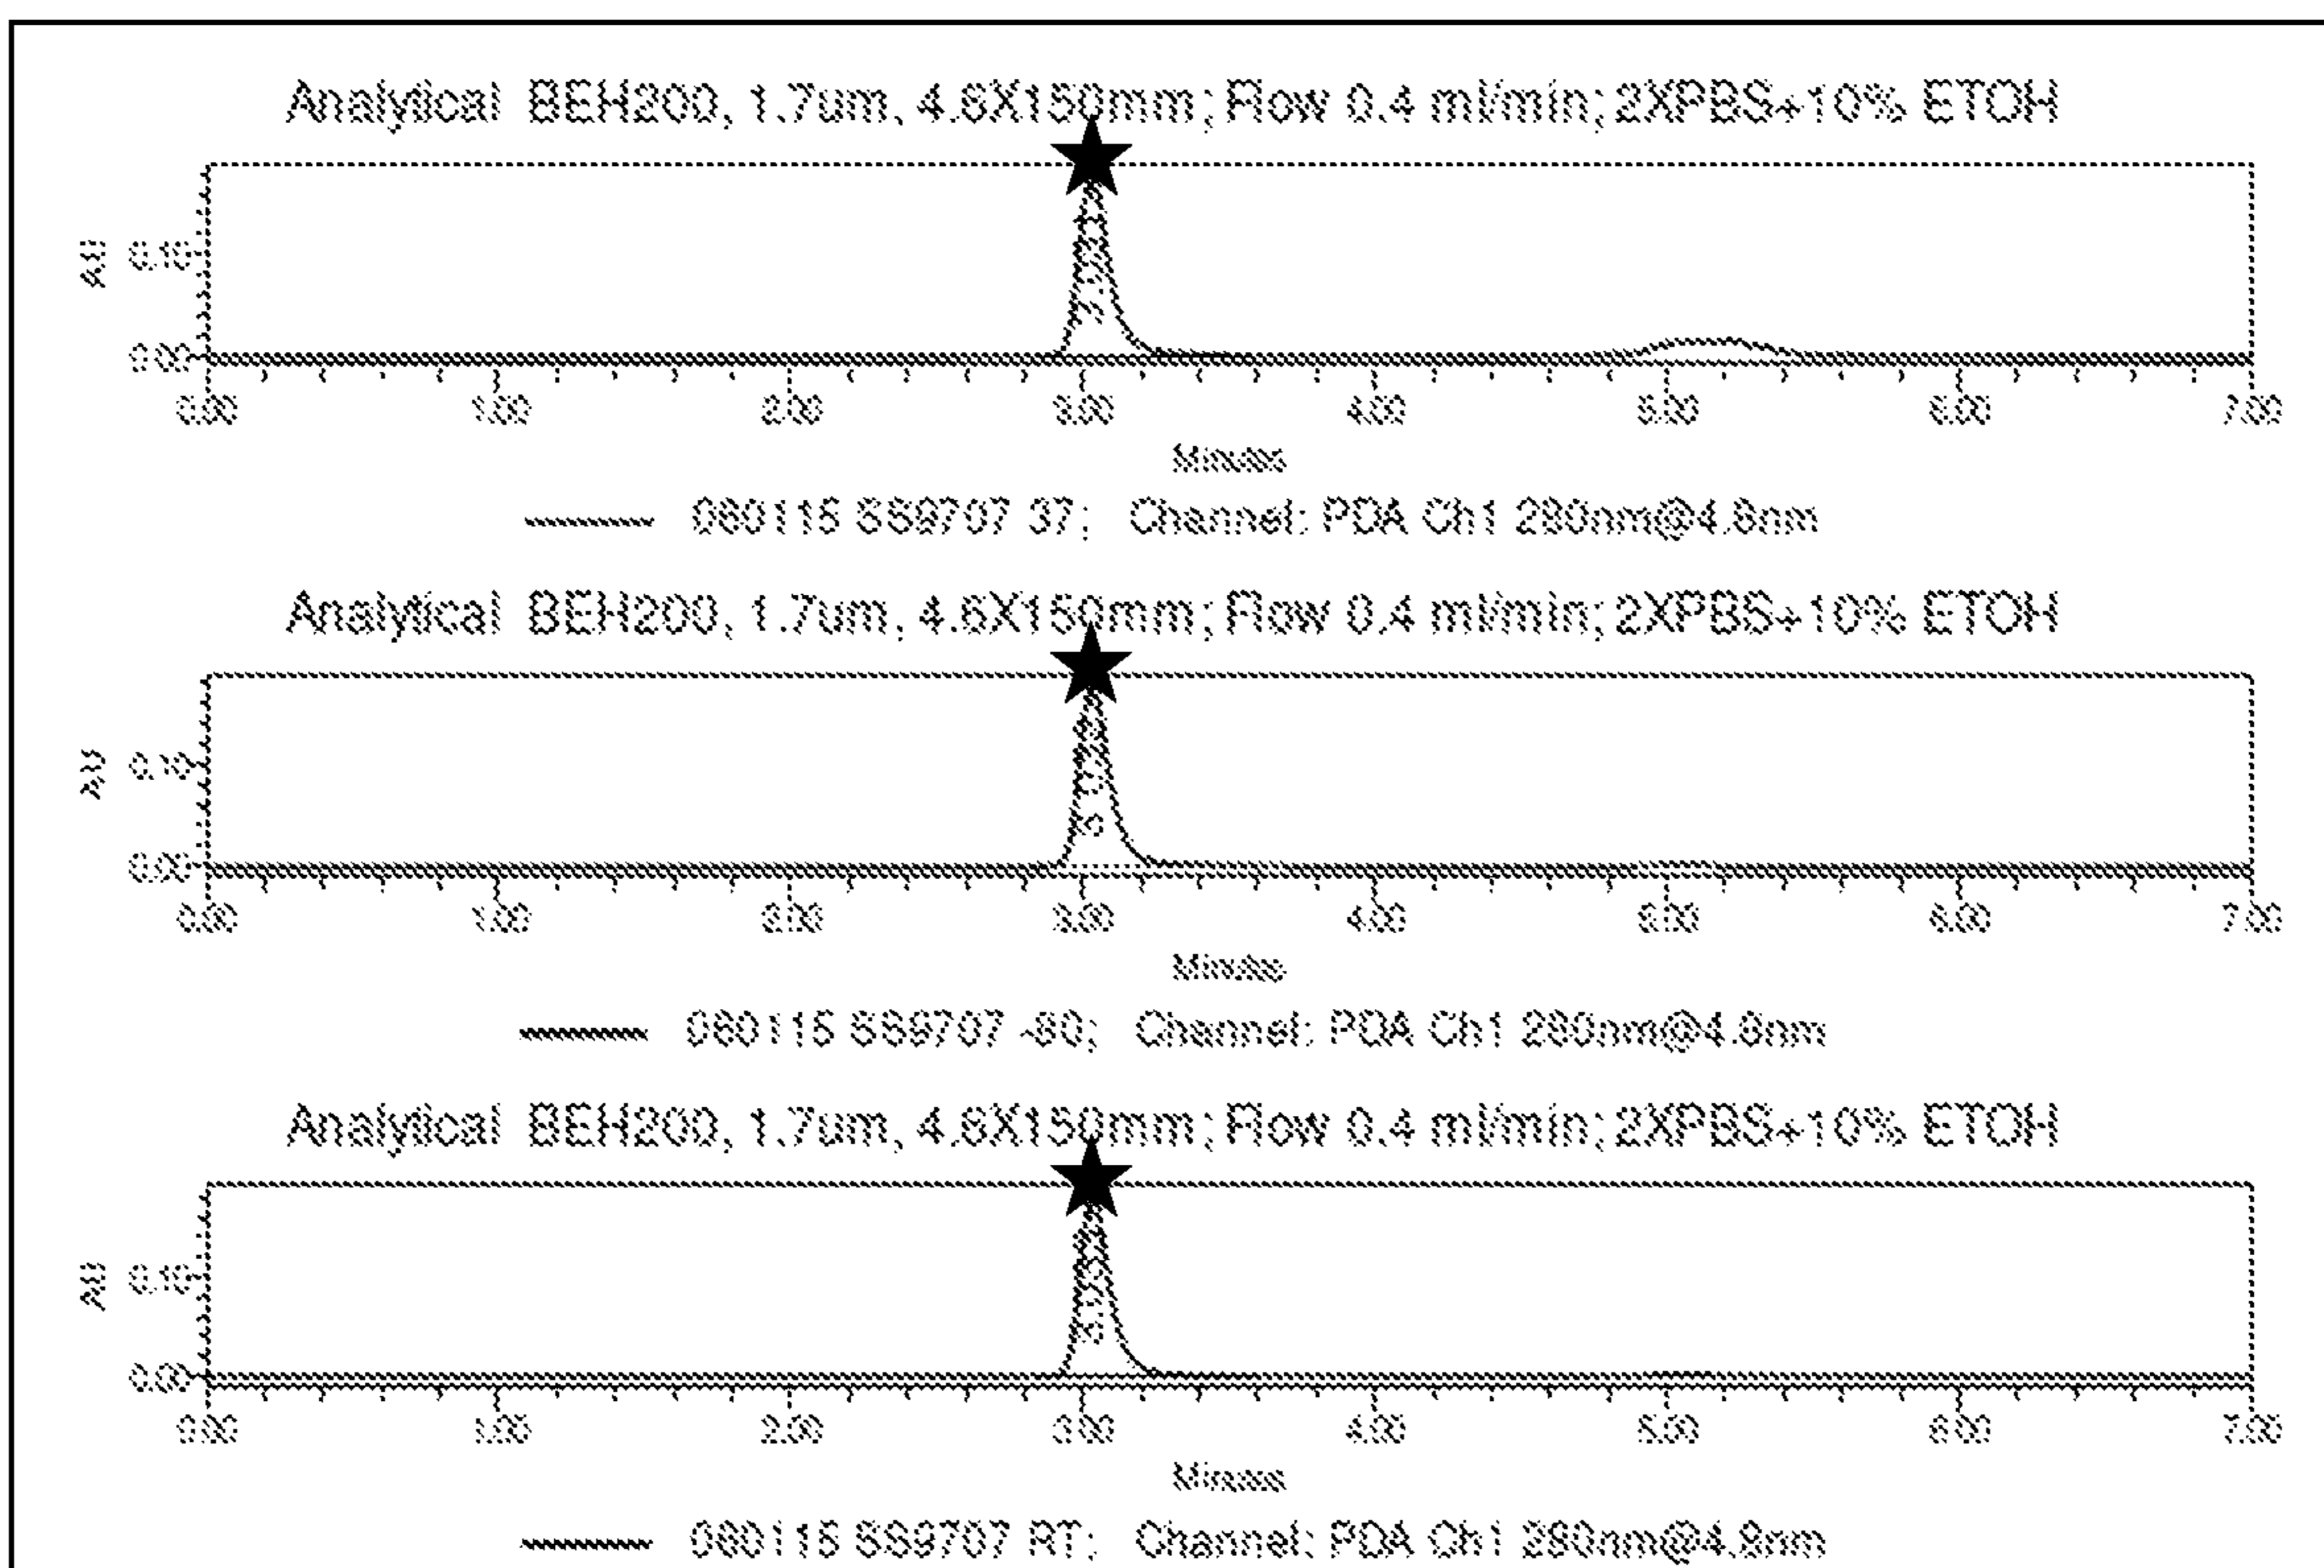 Analytical BEH200, 1.7um, 4.6X150mm; Flow 0.4 ml/min; 2XPBS+10% ETOH
AU
0.10
0.00
0.00 1.00 2.00 3.00 4.00 5.00 6.00 7.00
Minutes
060115 SS9707 37; Channel: PDA Ch1 280nm@4.8nm
Analytical BEH200, 1.7um, 4.6X150mm; Flow 0.4 ml/min; 2XPBS+10% ETOH
AU
0.10
0.00
0.00 1.00 2.00 3.00 4.00 5.00 6.00 7.00
Minutes
060115 SS9707 -80; Channel: PDA Ch1 280nm@4.8nm
Analytical BEH200, 1.7um, 4.6X150mm; Flow 0.4 ml/min; 2XPBS+10% ETOH
AU
0.10
0.00
0.00 1.00 2.00 3.00 4.00 5.00 6.00 7.00
Minutes
060115 SS9707 RT; Channel: PDA Ch1 280nm@4.8nm